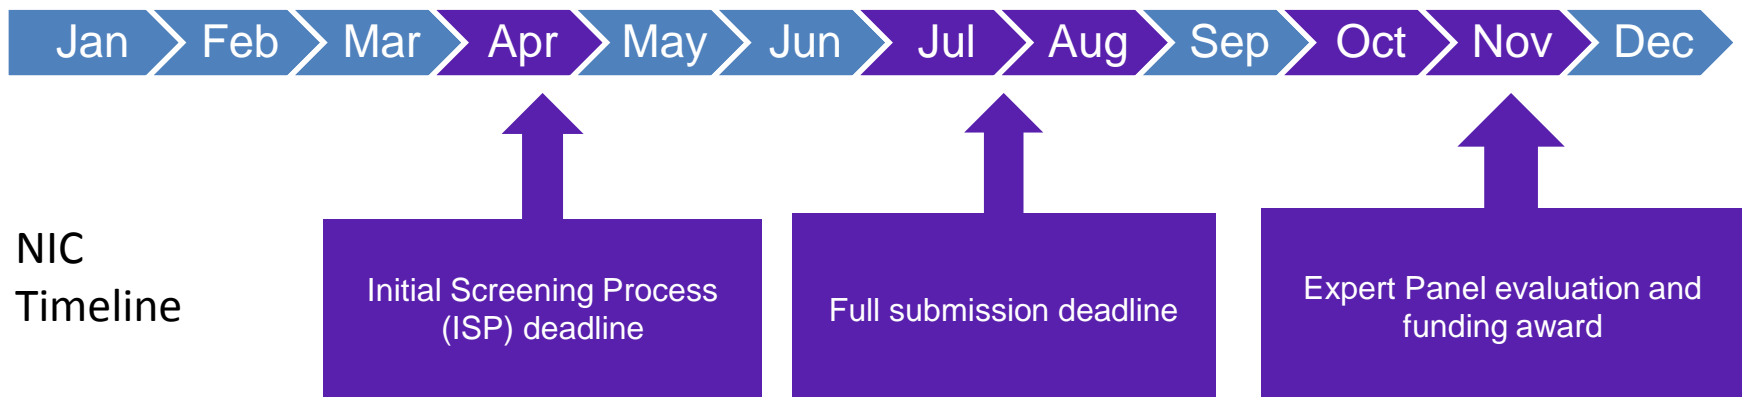 Jan Feb Mar Apr May Jun Jul Aug Sep Oct Nov Dec
NIC
Timeline
Initial Screening Process
(ISP) deadline
Full submission deadline
Expert Panel evaluation and
funding award